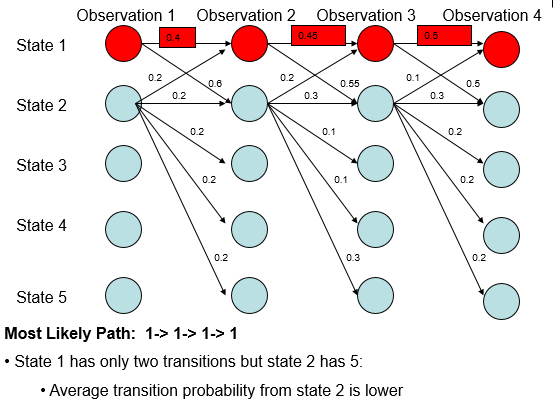 Observation 1 Observation 2 Observation 3 Observation 4
State 1
0.4
0.45
0.5
0.2
0.6
0.2
0.55
0.1
0.5
State 2
0.2
0.3
0.3
0.2
0.1
0.2
State 3
0.2
0.1
0.2
State 4
0.2
0.3
0.2
State 5
Most Likely Path: 1-> 1-> 1-> 1
• State 1 has only two transitions but state 2 has 5:
• Average transition probability from state 2 is lower